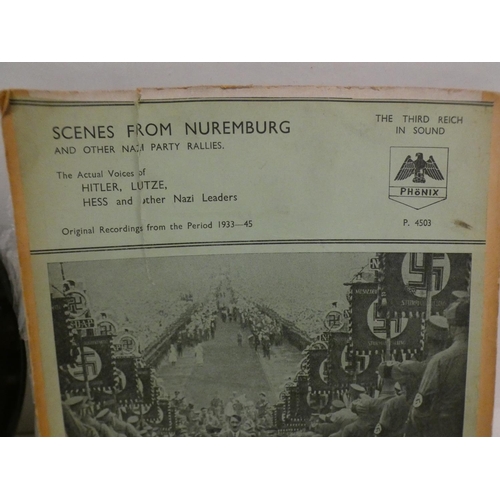 SCENES FROM NUREMBURG
AND OTHER NAZI PARTY RALLIES.
The Actual Voices of
HITLER, LUTZE,
HESS and other Nazi Leaders
Original Recordings from the Period 1933—45
THE THIRD REICH
IN SOUND
PHÖNIX
P. 4503